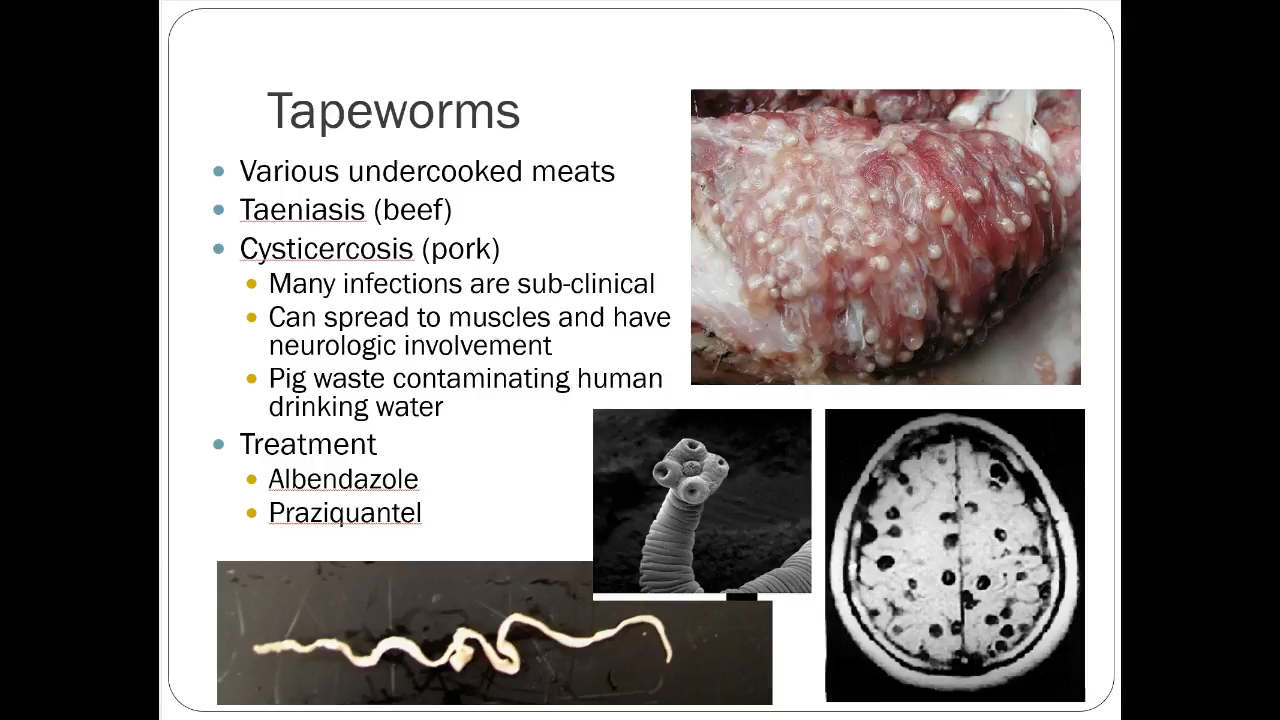 Tapeworms
Various undercooked meats
Taeniasis (beef)
Cysticercosis (pork)
Many infections are sub-clinical
Can spread to muscles and have
neurologic involvement
Pig waste contaminating human
drinking water
Treatment
Albendazole
Praziquantel